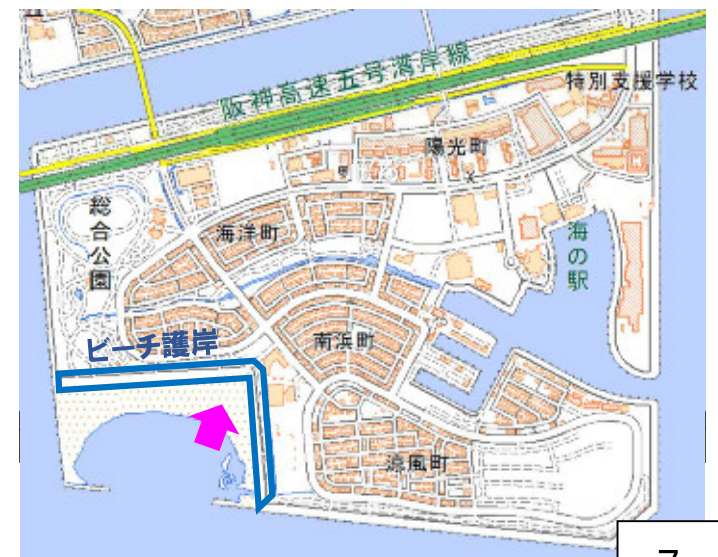 阪神高速五号湾岸線
特別支援学校
陽光町
総合公園
海洋町
海の駅
ビーチ護岸
南浜町
涼風町